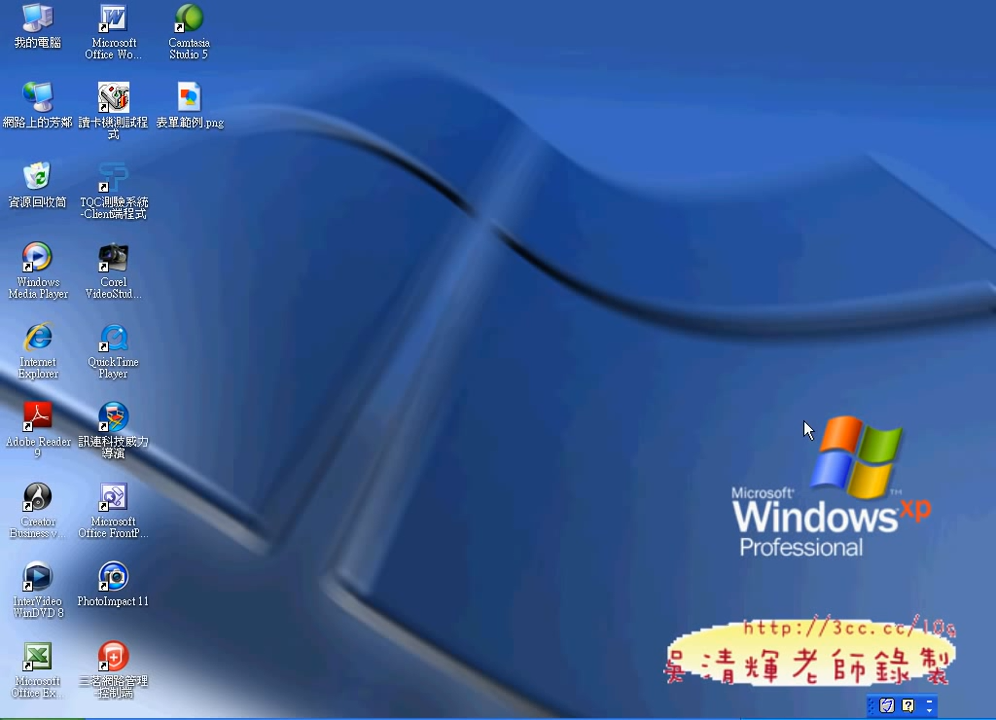 我的電腦
Microsoft
Office Wo...
Camtasia
Studio 5
網路上的芳鄰
讀卡機測試程
式
表單範例.png
資源回收筒
TQC測驗系統
-Client端程式
Windows
Media Player
Corel
VideoStud...
Internet
Explorer
QuickTime
Player
Adobe Reader
9
訊連科技威力
導演
Creator
Business v...
Microsoft
Office FrontP...
InterVideo
WinDVD 8
PhotoImpact 11
Microsoft
Office Ex...
三茗網路管理
-控制端
Microsoft®
Windows xp
TM
Professional
http://3cc.cc/10a
吳清輝老師錄製